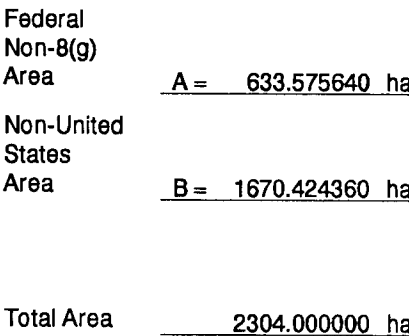 Federal
Non-8(g)
Area A = 633.575640 ha
Non-United
States
Area B = 1670.424360 ha
Total Area 2304.000000 ha